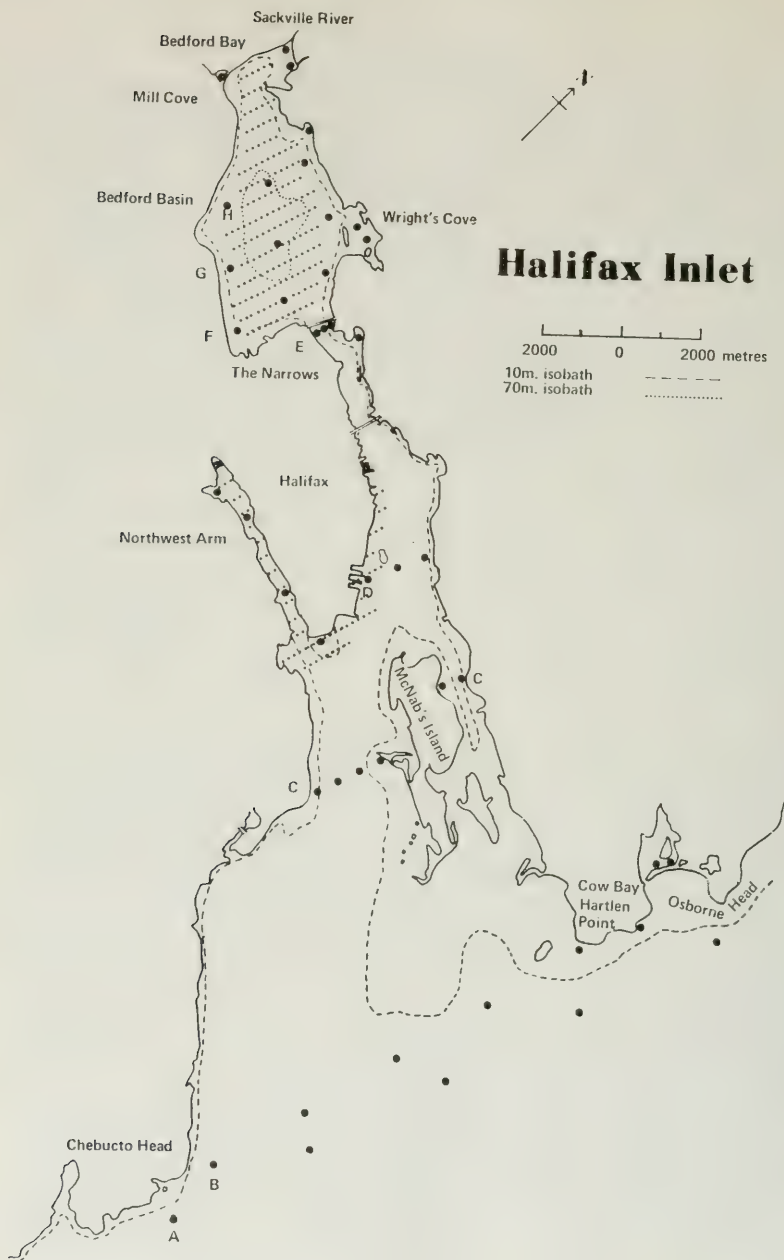 Sackville River
Bedford Bay
Mill Cove
Bedford Basin
H
Wright's Cove
G
F
E
The Narrows
Halifax Inlet
2000 0 2000 metres
10m. isobath
70m. isobath
Halifax
Northwest Arm
D
McNab's Island
C
C
Cow Bay
Hartlen
Point
Osborne Head
Chebucto Head
B
A